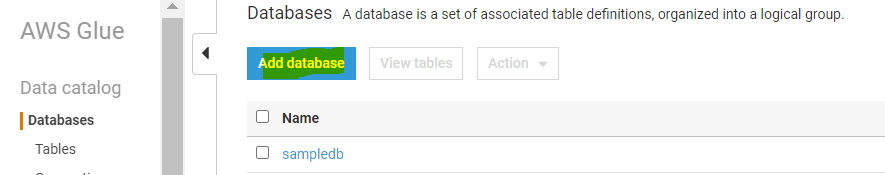 AWS Glue
Data catalog
Databases
Tables
Databases A database is a set of associated table definitions, organized into a logical group.
Add database View tables Action
Name
sampledb